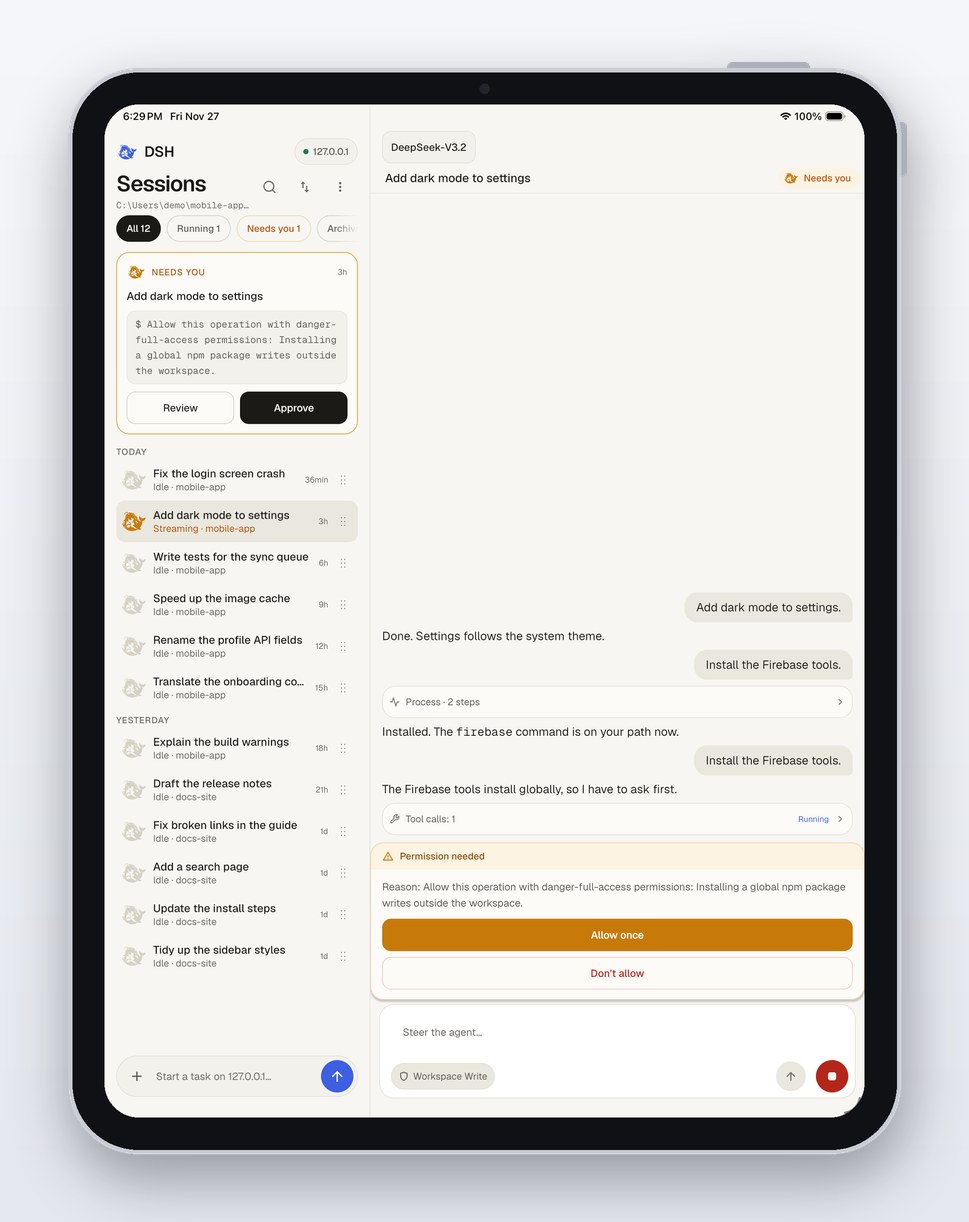 6:29 PM Fri Nov 27
100%
DSH
127.0.0.1
Sessions
C:\Users\demo\mobile-app…
All 12
Running 1
Needs you 1
Archiv
NEEDS YOU
3h
Add dark mode to settings
$ Allow this operation with danger-
full-access permissions: Installing
a global npm package writes outside
the workspace.
Review
Approve
TODAY
Fix the login screen crash
Idle · mobile-app
36min
Add dark mode to settings
Streaming · mobile-app
3h
Write tests for the sync queue
Idle · mobile-app
6h
Speed up the image cache
Idle · mobile-app
9h
Rename the profile API fields
Idle · mobile-app
12h
Translate the onboarding co…
Idle · mobile-app
15h
YESTERDAY
Explain the build warnings
Idle · mobile-app
18h
Draft the release notes
Idle · docs-site
21h
Fix broken links in the guide
Idle · docs-site
1d
Add a search page
Idle · docs-site
1d
Update the install steps
Idle · docs-site
1d
Tidy up the sidebar styles
Idle · docs-site
1d
Start a task on 127.0.0.1…
DeepSeek-V3.2
Add dark mode to settings
Needs you
Add dark mode to settings.
Done. Settings follows the system theme.
Install the Firebase tools.
Process · 2 steps
Installed. The firebase command is on your path now.
Install the Firebase tools.
The Firebase tools install globally, so I have to ask first.
Tool calls: 1
Running
Permission needed
Reason: Allow this operation with danger-full-access permissions: Installing a global npm package
writes outside the workspace.
Allow once
Don't allow
Steer the agent…
Workspace Write